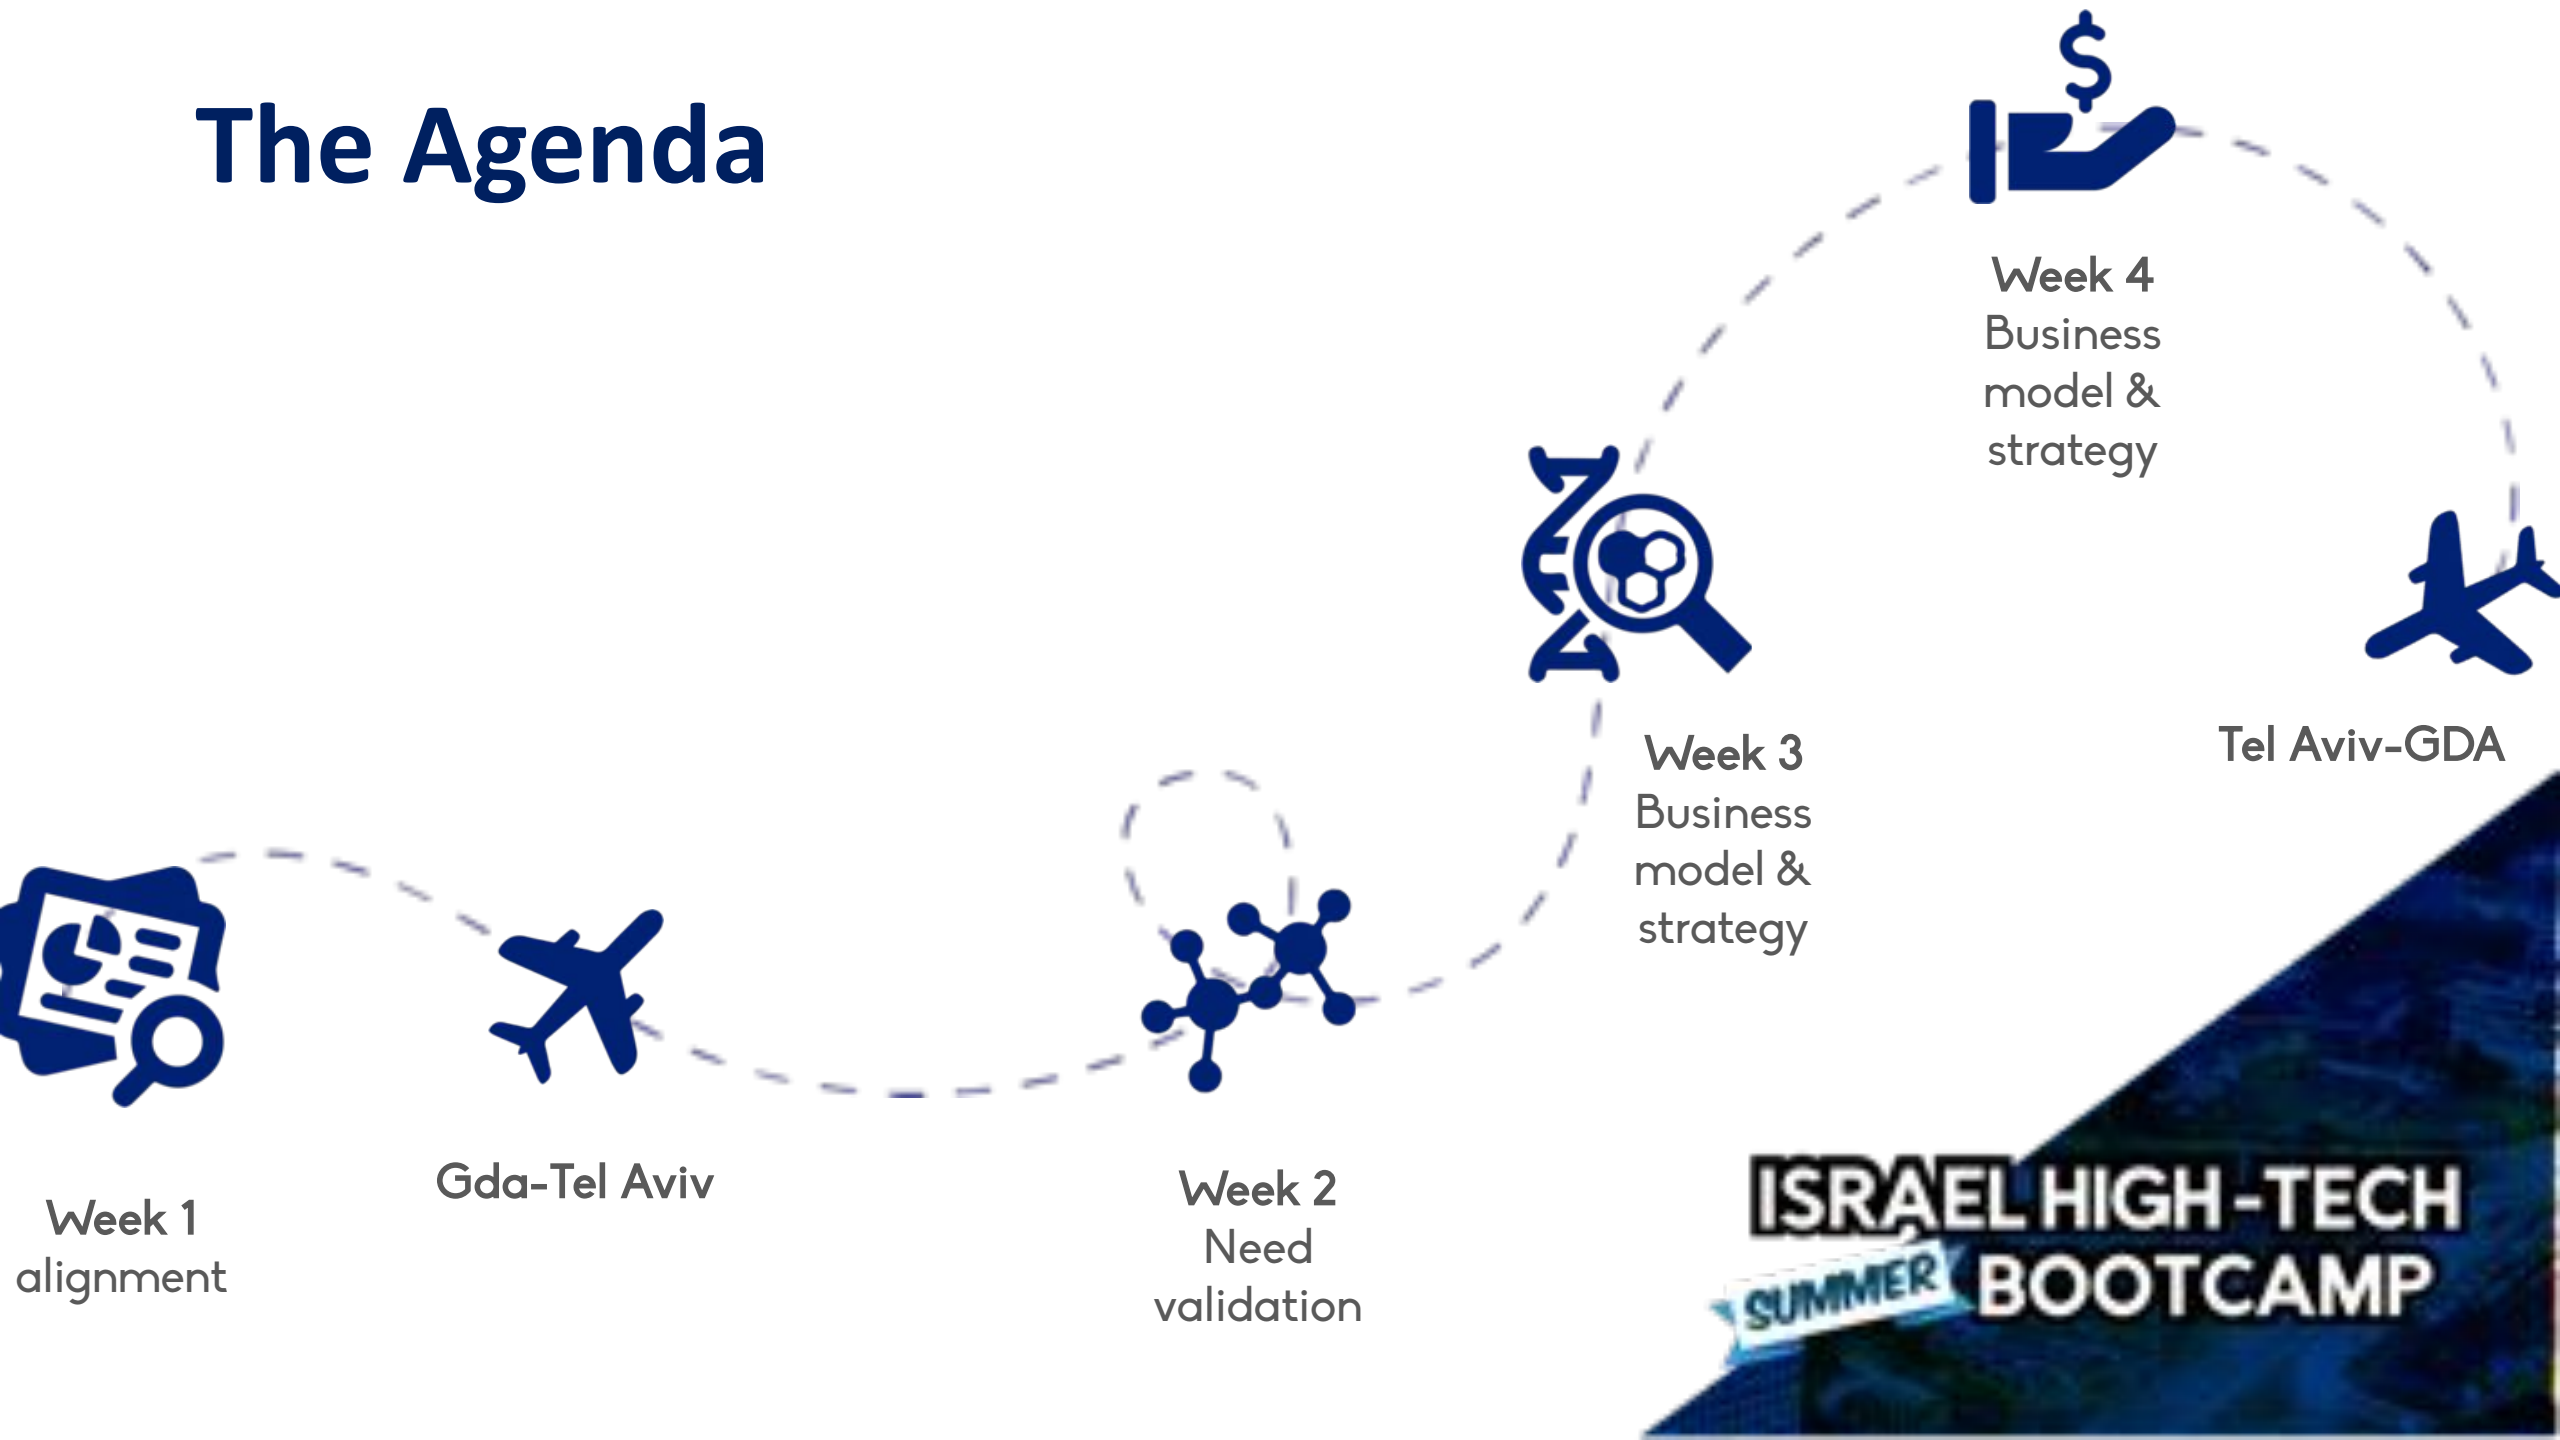 The Agenda
Week 1
alignment
Gda-Tel Aviv
Week 2
Need
validation
Week 3
Business
model &
strategy
Week 4
Business
model &
strategy
Tel Aviv-GDA
ISRAEL HIGH-TECH
SUMMER BOOTCAMP